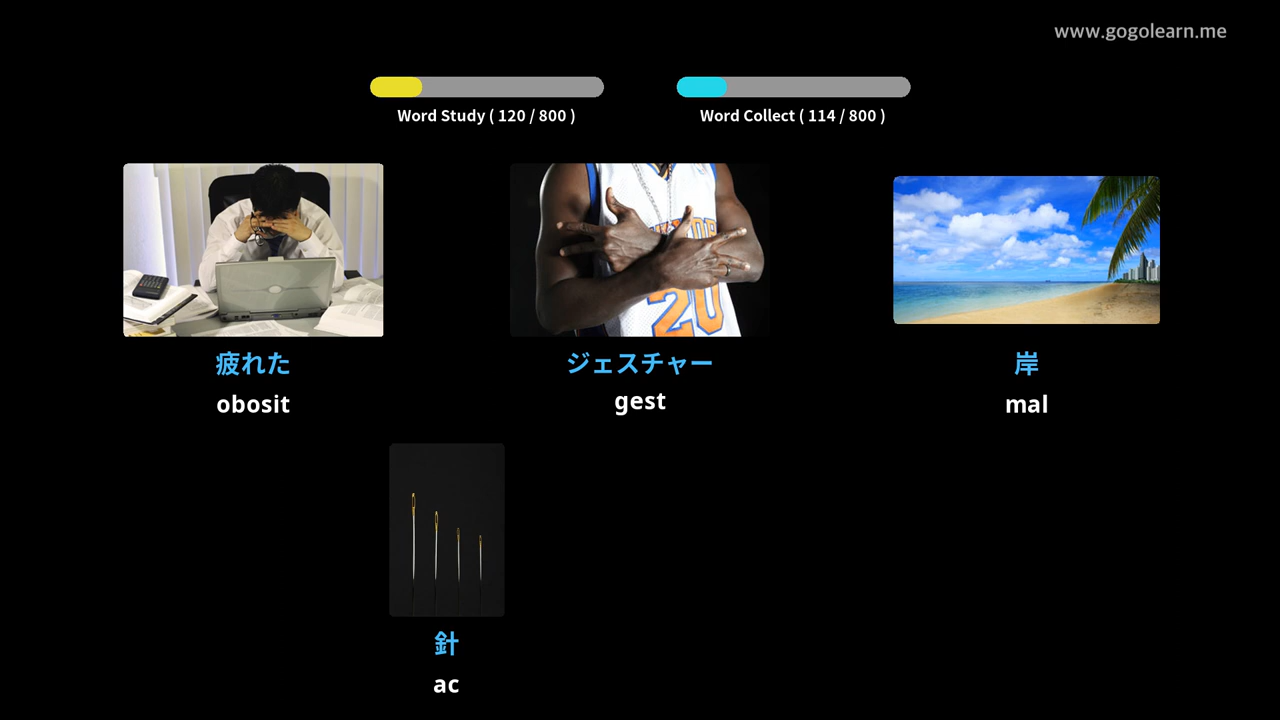 www.gogolearn.me
Word Study ( 120 / 800 )
Word Collect ( 114 / 800 )
20
疲れた
ジェスチャー
岸
obosit
gest
mal
針
ac